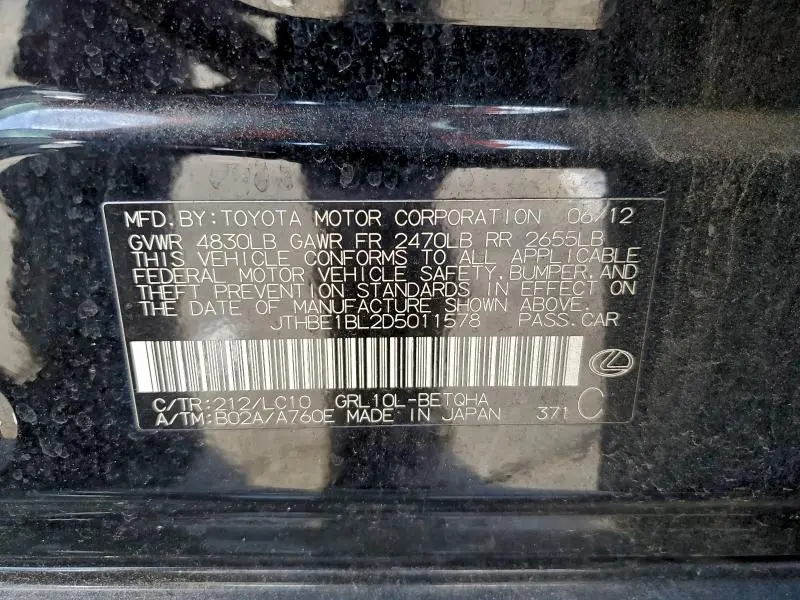 MFD. BY: TOYOTA MOTOR CORPORATION 06/12
GVWR 4830LB GAWR FR 2470LB RR 2655LB
THIS VEHICLE CONFORMS TO ALL APPLICABLE
FEDERAL MOTOR VEHICLE SAFETY, BUMPER, AND
THEFT PREVENTION STANDARDS IN EFFECT ON
THE DATE OF MANUFACTURE SHOWN ABOVE.
JTHBE1BL2D5011578 PASS. CAR
C/TR: 212/LC10 GRL10L-BETQHA
A/TM: B02A/A760E MADE IN JAPAN 371 C